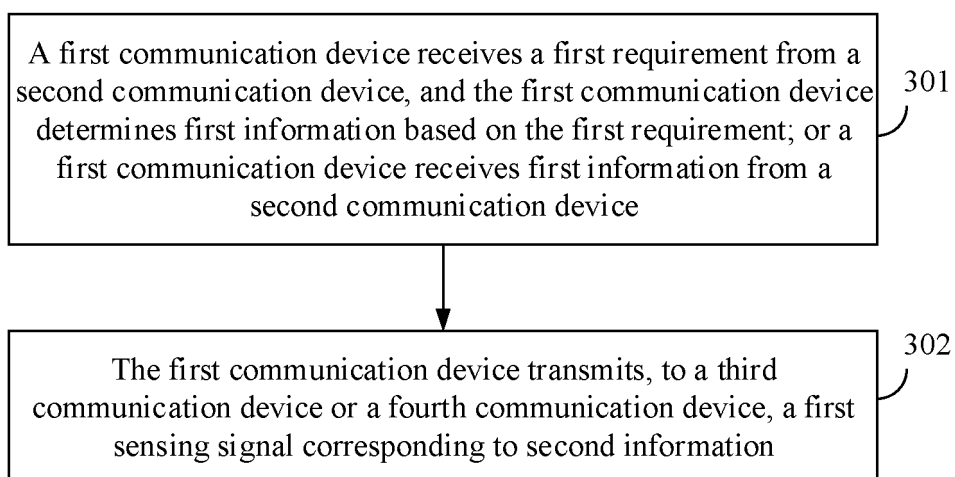 A first communication device receives a first requirement from a
second communication device, and the first communication device
determines first information based on the first requirement; or a
first communication device receives first information from a
second communication device
301
The first communication device transmits, to a third
communication device or a fourth communication device, a first
sensing signal corresponding to second information
302